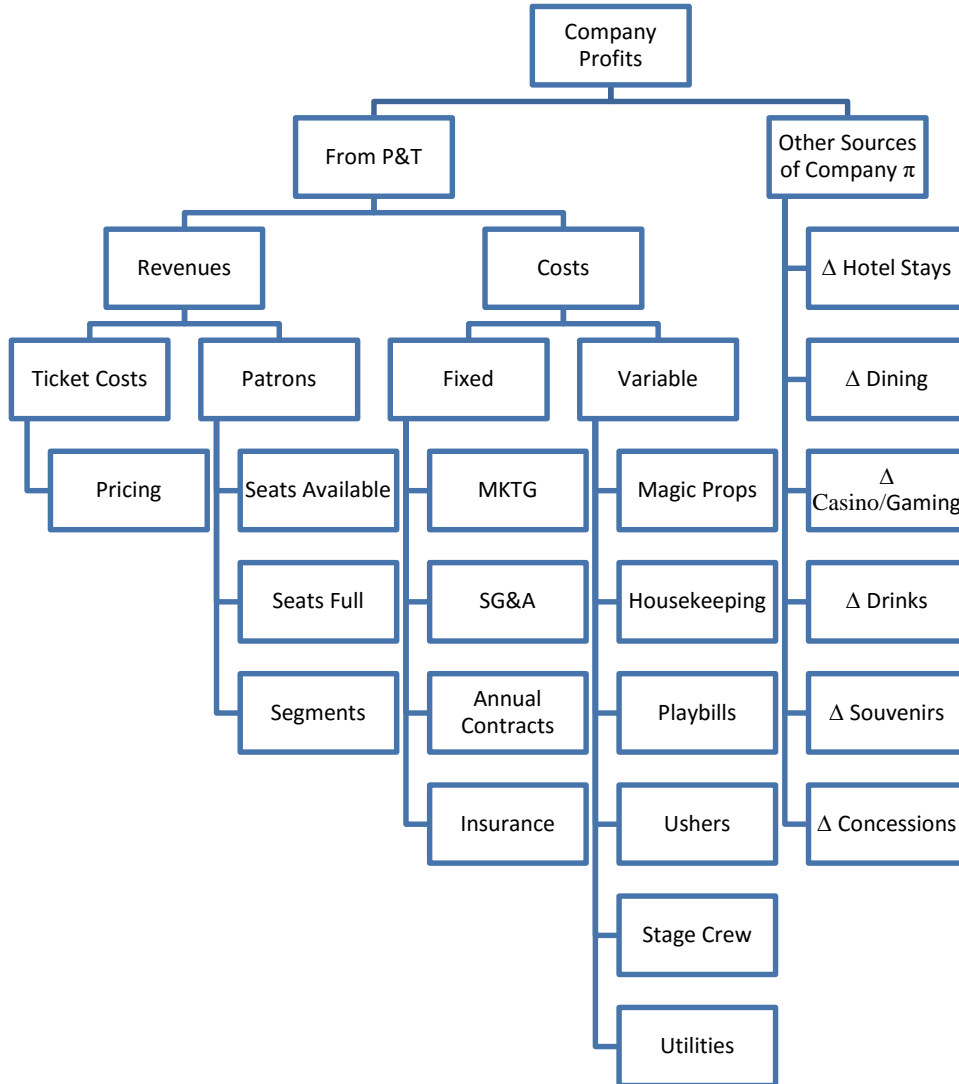 Company
Profits
From P&T
Other Sources
of Company π
Revenues
Costs
Δ Hotel Stays
Ticket Costs
Patrons
Fixed
Variable
Δ Dining
Pricing
Seats Available
MKTG
Magic Props
Δ
Casino/Gaming
Seats Full
SG&A
Housekeeping
Δ Drinks
Segments
Annual
Contracts
Playbills
Δ Souvenirs
Insurance
Ushers
Δ Concessions
Stage Crew
Utilities